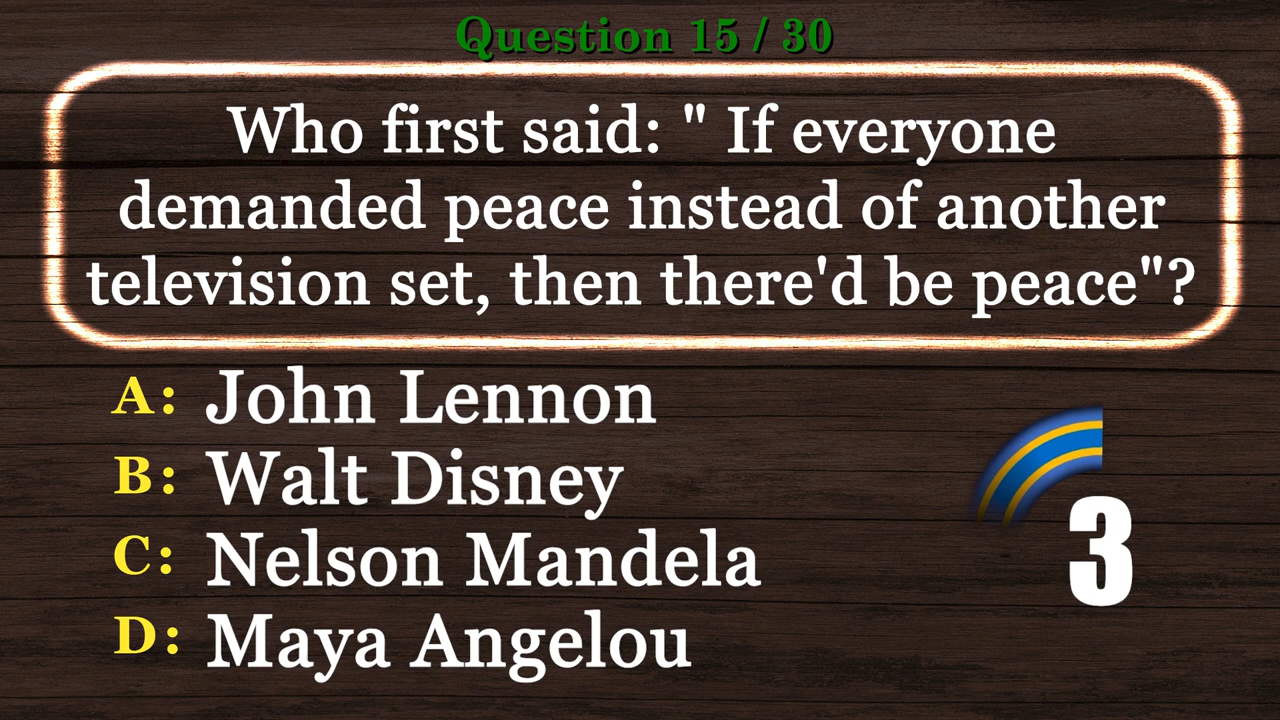 Question 15 / 30
Who first said: " If everyone
demanded peace instead of another
television set, then there'd be peace"?
A: John Lennon
B: Walt Disney
C: Nelson Mandela
D: Maya Angelou
3